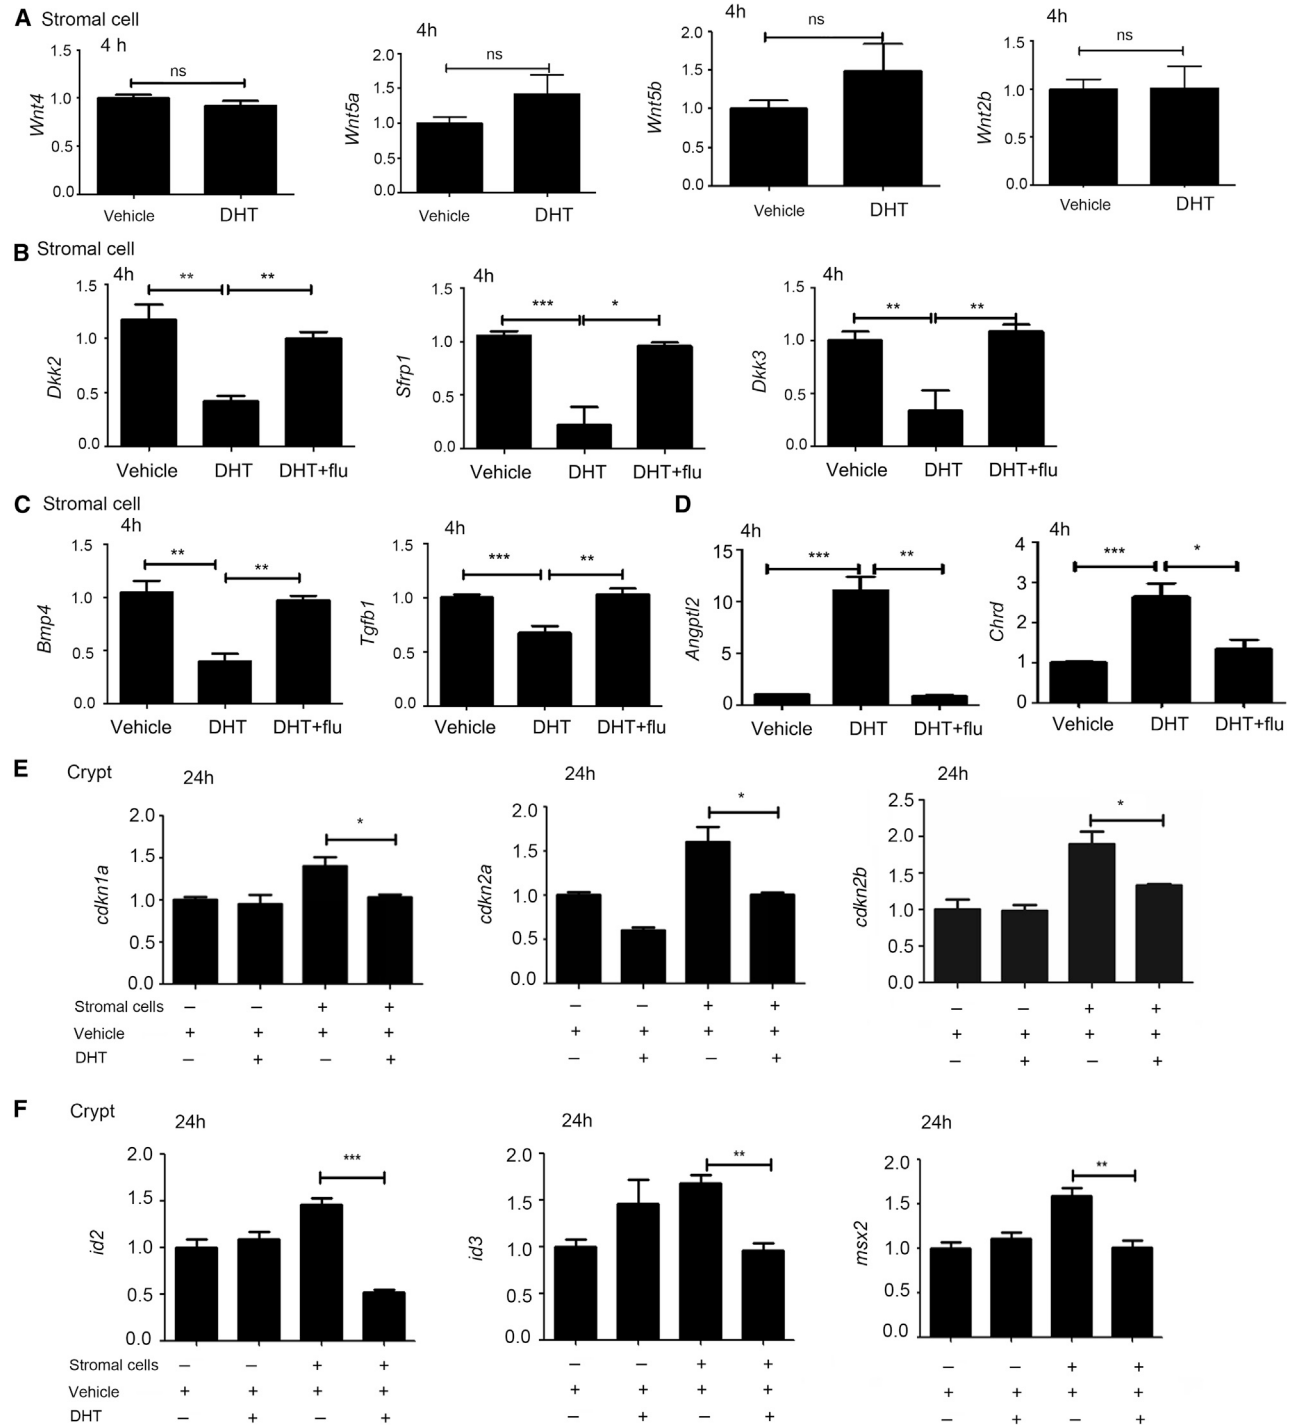 A Stromal cell
4 h
ns
Wnt4
1.5
1.0
0.5
0.0
Vehicle DHT
4h
ns
Wnt5a
2.0
1.5
1.0
0.5
0.0
Vehicle DHT
4h
ns
Wnt5b
2.0
1.5
1.0
0.5
0.0
Vehicle DHT
4h
ns
Wnt2b
1.5
1.0
0.5
0.0
Vehicle DHT
B Stromal cell
4h
** **
Dkk2
1.5
1.0
0.5
0.0
Vehicle DHT DHT+flu
4h
*** *
Sfrp1
1.5
1.0
0.5
0.0
Vehicle DHT DHT+flu
4h
** **
Dkk3
1.5
1.0
0.5
0.0
Vehicle DHT DHT+flu
C Stromal cell
4h
** **
Bmp4
1.5
1.0
0.5
0.0
Vehicle DHT DHT+flu
4h
*** **
Tgfb1
1.5
1.0
0.5
0.0
Vehicle DHT DHT+flu
D
4h
*** **
Angptl2
15
10
5
0
Vehicle DHT DHT+flu
4h
*** *
Chrd
4
3
2
1
0
Vehicle DHT DHT+flu
E Crypt
24h
*
cdkn1a
2.0
1.5
1.0
0.5
0.0
24h
*
cdkn2a
2.0
1.5
1.0
0.5
0.0
24h
*
cdkn2b
2.5
2.0
1.5
1.0
0.5
0.0
Stromal cells – – + + – – + + – – + +
Vehicle + + + + + + + + + + + +
DHT – + – + – + – + – + – +
F Crypt
24h
***
id2
2.0
1.5
1.0
0.5
0.0
24h
**
id3
2.0
1.5
1.0
0.5
0.0
24h
**
msx2
2.0
1.5
1.0
0.5
0.0
Stromal cells – – + + – – + + – – + +
Vehicle + + + + + + + + + + + +
DHT – + – + – + – + – + – +